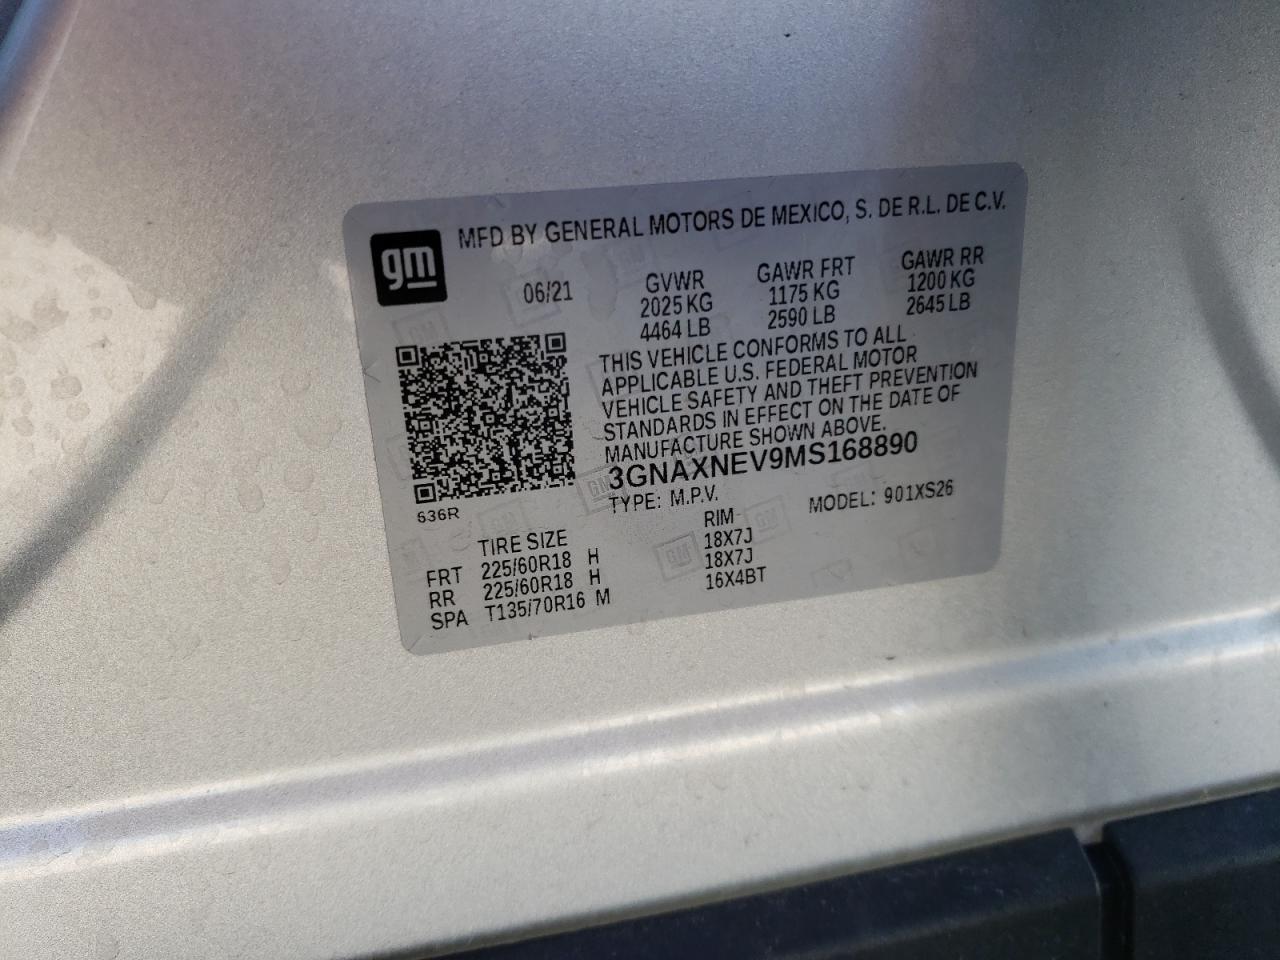 gm
MFD BY GENERAL MOTORS DE MEXICO, S. DE R.L. DE C.V.
06/21 GVWR GAWR FRT GAWR RR
2025 KG 1175 KG 1200 KG
4464 LB 2590 LB 2645 LB
THIS VEHICLE CONFORMS TO ALL
APPLICABLE U.S. FEDERAL MOTOR
VEHICLE SAFETY AND THEFT PREVENTION
STANDARDS IN EFFECT ON THE DATE OF
MANUFACTURE SHOWN ABOVE.
3GNAXNEV9MS168890
TYPE: M.P.V. MODEL: 901XS26
536R
TIRE SIZE RIM
FRT 225/60R18 H 18X7J
RR 225/60R18 H 18X7J
SPA T135/70R16 M 16X4BT